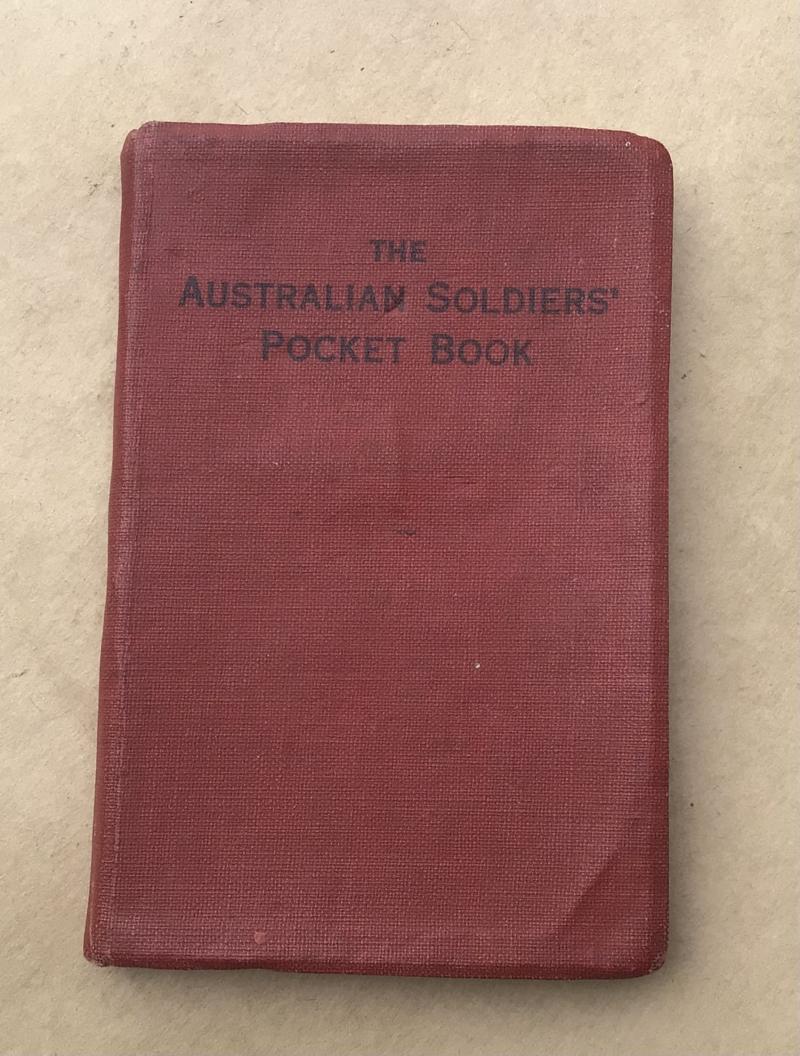 THE
AUSTRALIAN SOLDIERS'
POCKET BOOK